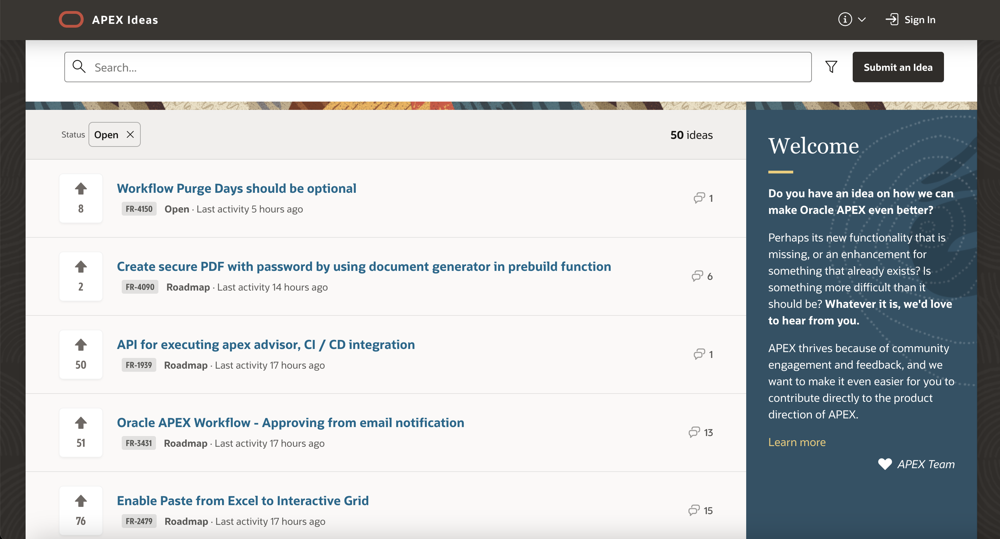 APEX Ideas
Sign In
Search...
Submit an Idea
Status Open
50 ideas
8
Workflow Purge Days should be optional
FR-4150 Open · Last activity 5 hours ago
1
2
Create secure PDF with password by using document generator in prebuild function
FR-4090 Roadmap · Last activity 14 hours ago
6
50
API for executing apex advisor, CI / CD integration
FR-1939 Roadmap · Last activity 17 hours ago
1
51
Oracle APEX Workflow - Approving from email notification
FR-3431 Roadmap · Last activity 17 hours ago
13
76
Enable Paste from Excel to Interactive Grid
FR-2479 Roadmap · Last activity 17 hours ago
15
Welcome
Do you have an idea on how we can
make Oracle APEX even better?
Perhaps its new functionality that is
missing, or an enhancement for
something that already exists? Is
something more difficult than it
should be? Whatever it is, we'd love
to hear from you.
APEX thrives because of community
engagement and feedback, and we
want to make it even easier for you to
contribute directly to the product
direction of APEX.
Learn more
APEX Team